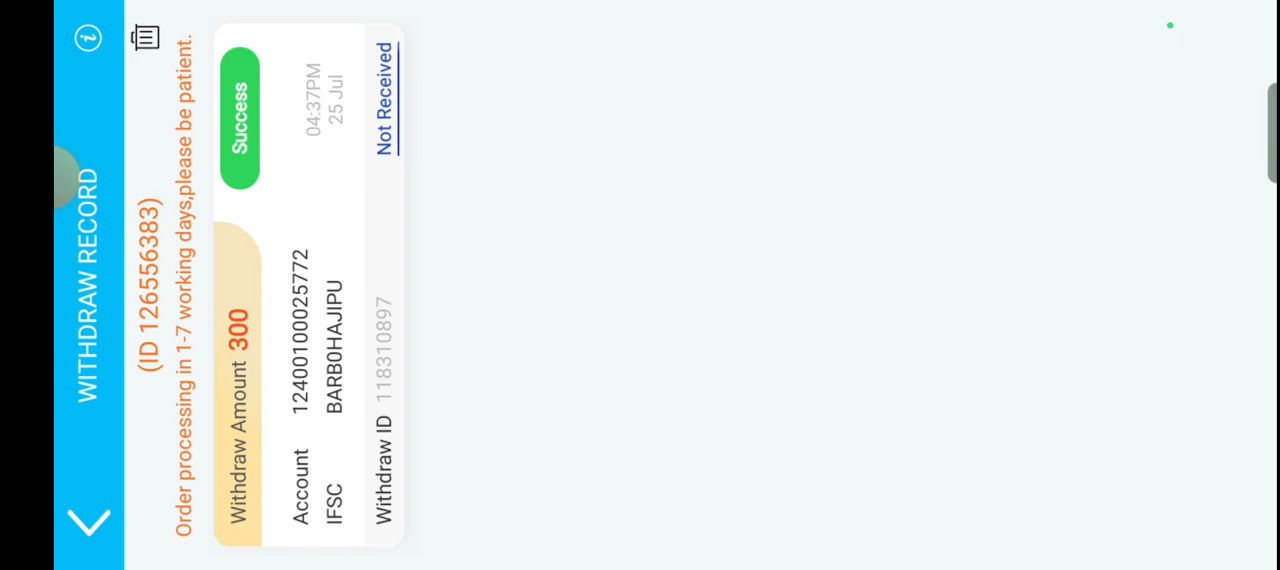 WITHDRAW RECORD
(ID 126556383)
Order processing in 1-7 working days,please be patient.
Withdraw Amount 300 Success
Account 12400100025772 04:37PM
IFSC BARB0HAJIPU 25 Jul
Withdraw ID 118310897 Not Received